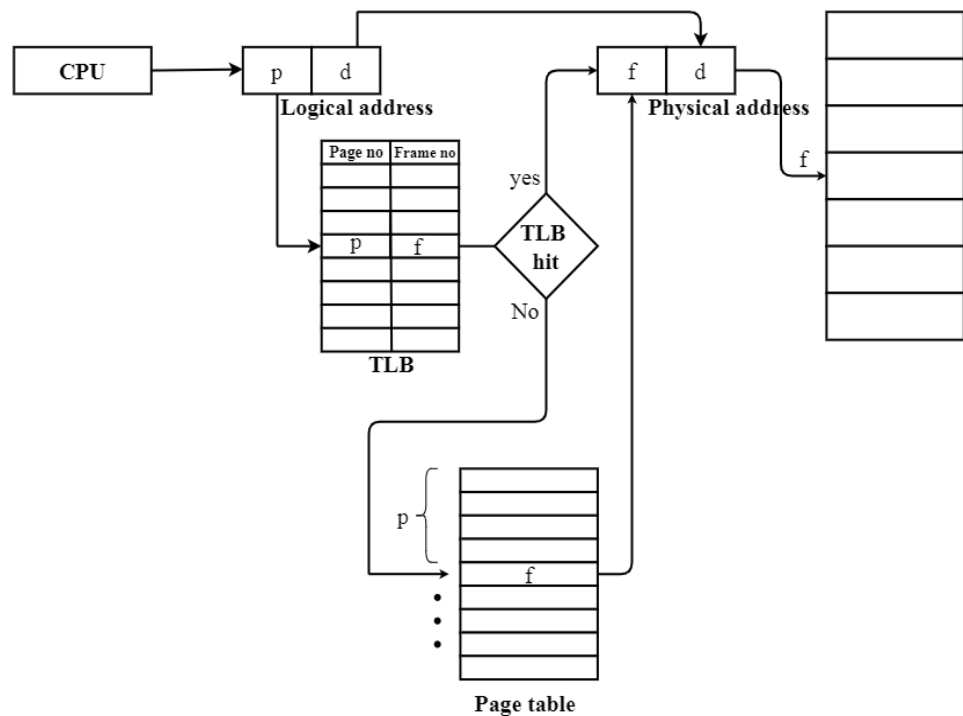 CPU
p d
Logical address
f d
Physical address
f
Page no Frame no
p f
TLB
yes
TLB
hit
No
p
f
Page table